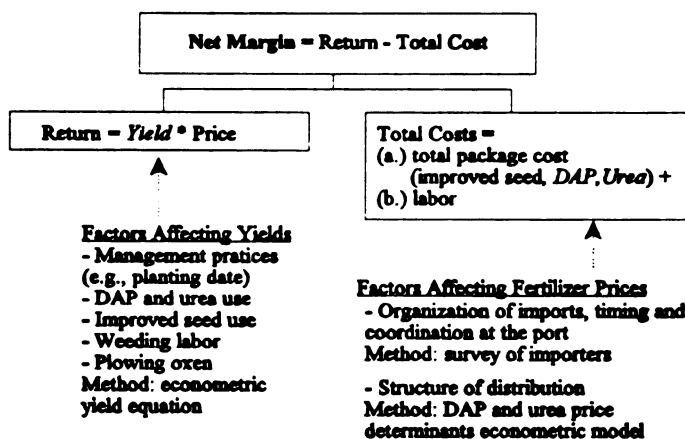 Net Margin = Return - Total Cost
Return = Yield * Price
Factors Affecting Yields
- Management pratices
(e.g., planting date)
- DAP and urea use
- Improved seed use
- Weeding labor
- Plowing oxen
Method: econometric
yield equation
Total Costs =
(a.) total package cost
(improved seed, DAP, Urea) +
(b.) labor
Factors Affecting Fertilizer Prices
- Organization of imports, timing and
coordination at the port
Method: survey of importers
- Structure of distribution
Method: DAP and urea price
determinants econometric model